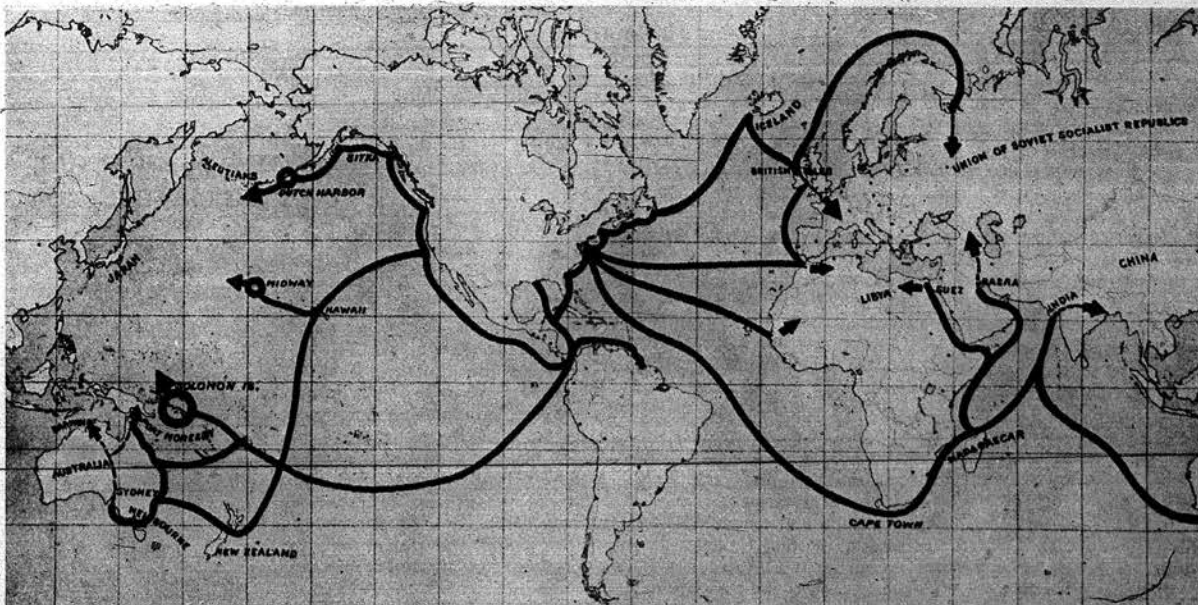 ICELAND
UNION OF SOVIET SOCIALIST REPUBLICS
BRITISH ISLES
ALEUTIANS
SITKA
DUTCH HARBOR
JAPAN
MIDWAY
HAWAII
LIBYA
SUEZ
BASRA
INDIA
CHINA
SOLOMON IS.
PORT MORESBY
AUSTRALIA
SYDNEY
MELBOURNE
NEW ZEALAND
MADAGASCAR
CAPE TOWN